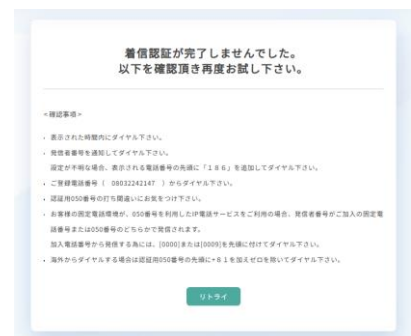 着信認証が完了しませんでした。
以下を確認頂き再度お試し下さい。
<確認事項>
・ 表示された時間内にダイヤル下さい。
・ 発信者番号を通知してダイヤル下さい。
設定が不明な場合、表示される電話番号の先頭に「186」を追加してダイヤル下さい。
・ ご登録電話番号（ 08032242147 ）からダイヤル下さい。
・ 認証用050番号の打ち間違いにお気をつけ下さい。
・ お客様の固定電話環境が、050番号を利用したIP電話サービスをご利用の場合、発信者番号がご加入の固定電
話番号または050番号のどちらかで発信されます。
加入電話番号から発信する為には、[0000]または[0009]を先頭に付けてダイヤル下さい。
・ 海外からダイヤルする場合は認証用050番号の先頭に+81を加えゼロを除いてダイヤル下さい。
リトライ